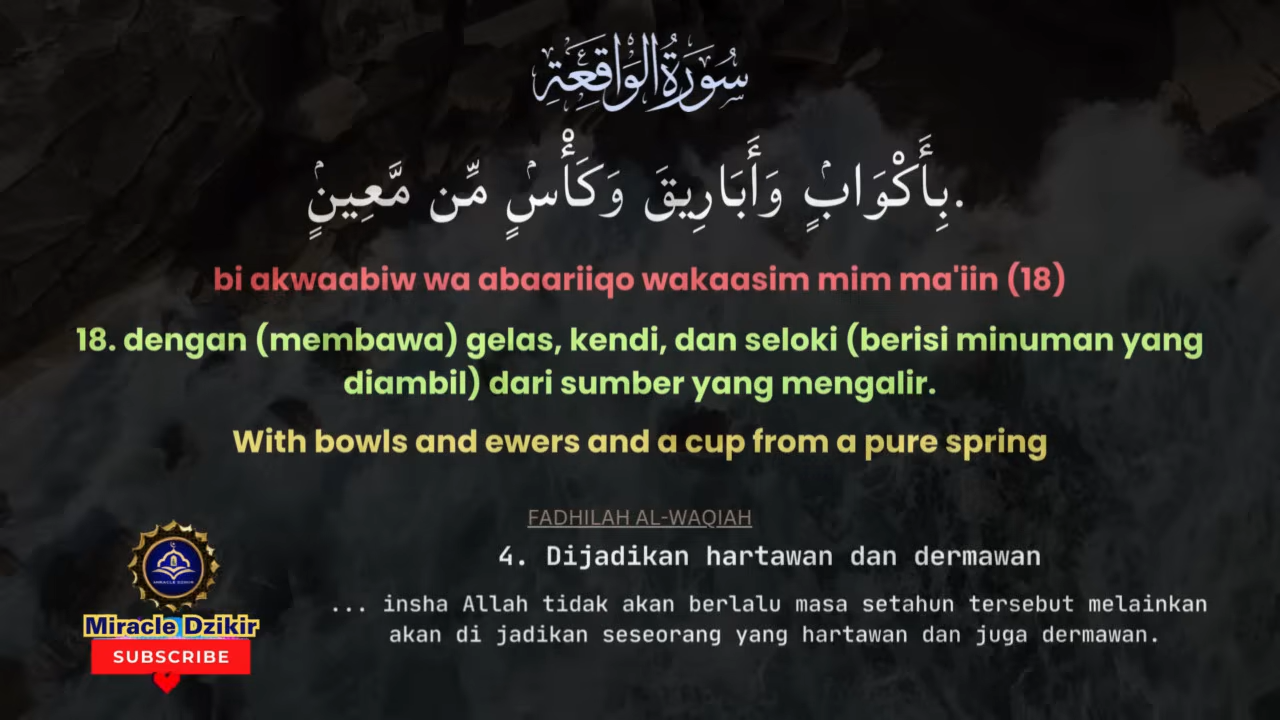 سُورَةُ الْوَاقِعَةِ
بِأَكْوَابٍۢ وَأَبَارِيقَ وَكَأْسٍۢ مِّن مَّعِينٍۢ.
bi akwaabiw wa abaariiqo wakaasim mim ma'iin (18)
18. dengan (membawa) gelas, kendi, dan seloki (berisi minuman yang
diambil) dari sumber yang mengalir.
With bowls and ewers and a cup from a pure spring
FADHILAH AL-WAQIAH
4. Dijadikan hartawan dan dermawan
... insha Allah tidak akan berlalu masa setahun tersebut melainkan
akan di jadikan seseorang yang hartawan dan juga dermawan.
MIRACLE DZIKIR
Miracle Dzikir
SUBSCRIBE